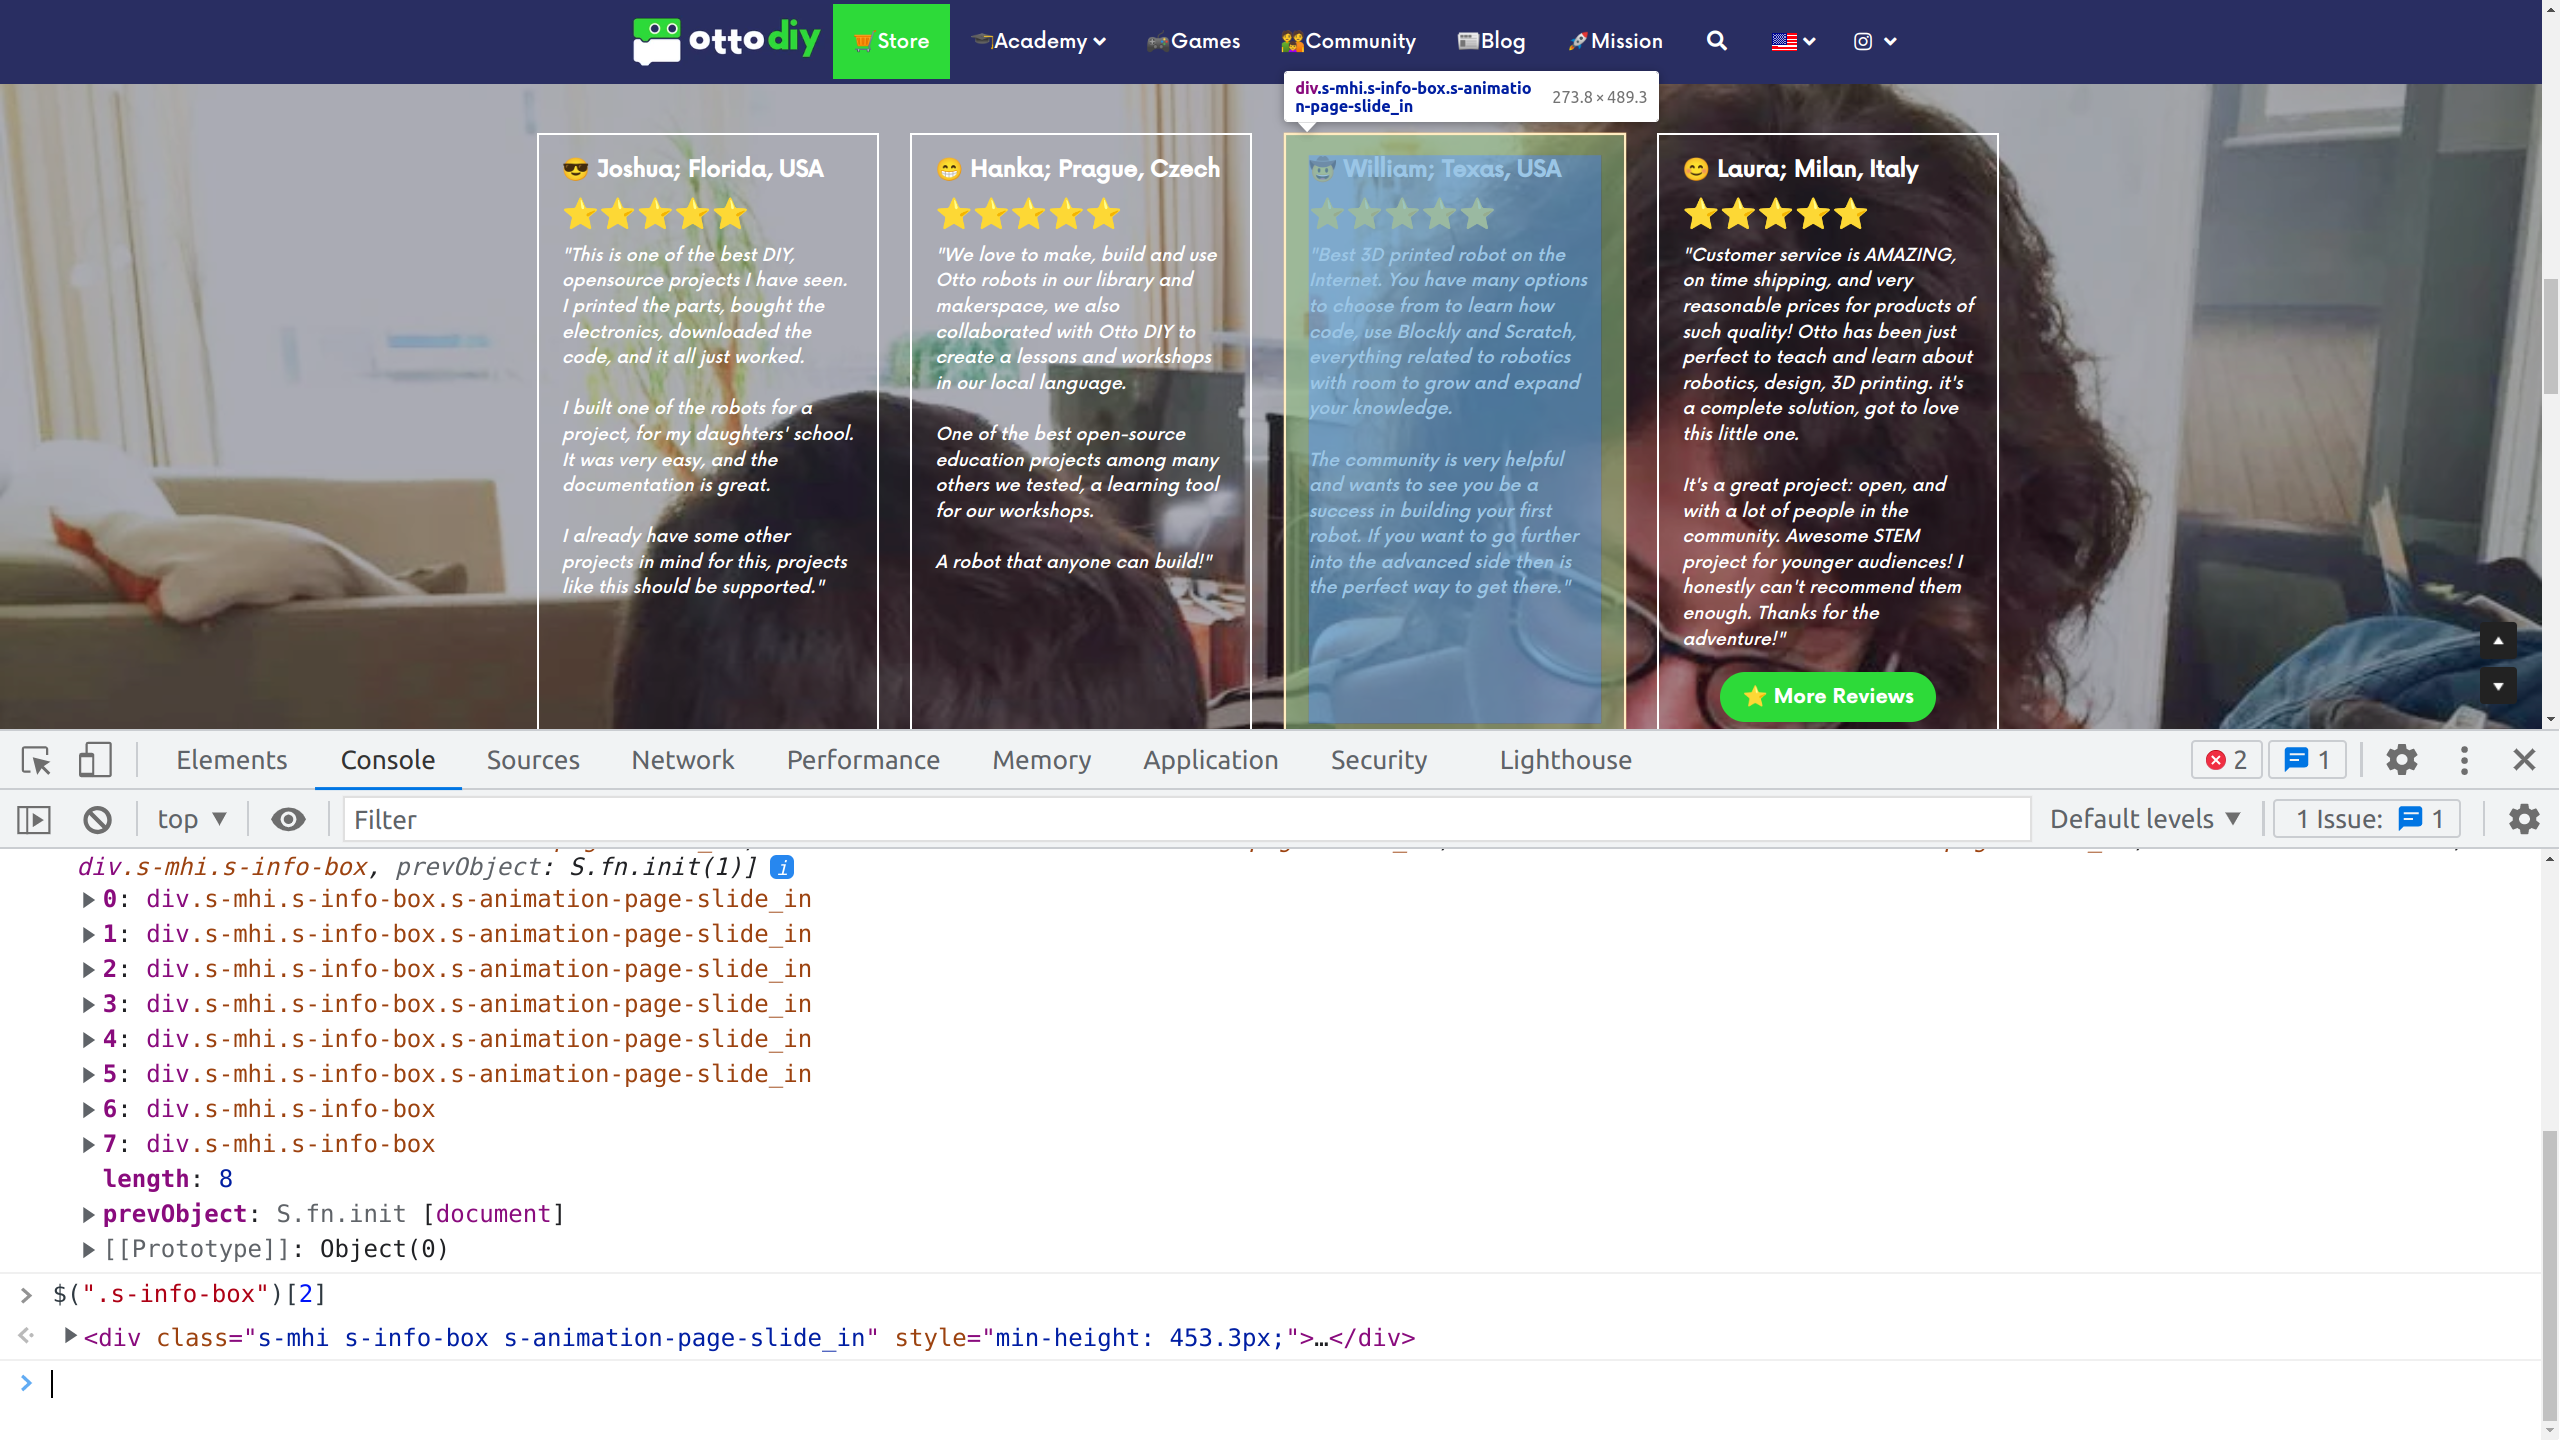 ottodiy Store Academy Games Community Blog Mission
div.s-mhi.s-info-box.s-animatio
n-page-slide_in
273.8 × 489.3
Joshua; Florida, USA
"This is one of the best DIY,
opensource projects I have seen.
I printed the parts, bought the
electronics, downloaded the
code, and it all just worked.
I built one of the robots for a
project, for my daughters' school.
It was very easy, and the
documentation is great.
I already have some other
projects in mind for this, projects
like this should be supported."
Hanka; Prague, Czech
"We love to make, build and use
Otto robots in our library and
makerspace, we also
collaborated with Otto DIY to
create a lessons and workshops
in our local language.
One of the best open-source
education projects among many
others we tested, a learning tool
for our workshops.
A robot that anyone can build!"
William; Texas, USA
"Best 3D printed robot on the
Internet. You have many options
to choose from to learn how
code, use Blockly and Scratch,
everything related to robotics
with room to grow and expand
your knowledge.
The community is very helpful
and wants to see you be a
success in building your first
robot. If you want to go further
into the advanced side then is
the perfect way to get there."
Laura; Milan, Italy
"Customer service is AMAZING,
on time shipping, and very
reasonable prices for products of
such quality! Otto has been just
perfect to teach and learn about
robotics, design, 3D printing. it's
a complete solution, got to love
this little one.
It's a great project: open, and
with a lot of people in the
community. Awesome STEM
project for younger audiences! I
honestly can't recommend them
enough. Thanks for the
adventure!"
More Reviews
Elements Console Sources Network Performance Memory Application Security Lighthouse 2 1
top Filter Default levels 1 Issue: 1
div.s-mhi.s-info-box, prevObject: S.fn.init(1)] i
0: div.s-mhi.s-info-box.s-animation-page-slide_in
1: div.s-mhi.s-info-box.s-animation-page-slide_in
2: div.s-mhi.s-info-box.s-animation-page-slide_in
3: div.s-mhi.s-info-box.s-animation-page-slide_in
4: div.s-mhi.s-info-box.s-animation-page-slide_in
5: div.s-mhi.s-info-box.s-animation-page-slide_in
6: div.s-mhi.s-info-box
7: div.s-mhi.s-info-box
length: 8
prevObject: S.fn.init [document]
[[Prototype]]: Object(0)
$(".s-info-box")[2]
<div class="s-mhi s-info-box s-animation-page-slide_in" style="min-height: 453.3px;">…</div>